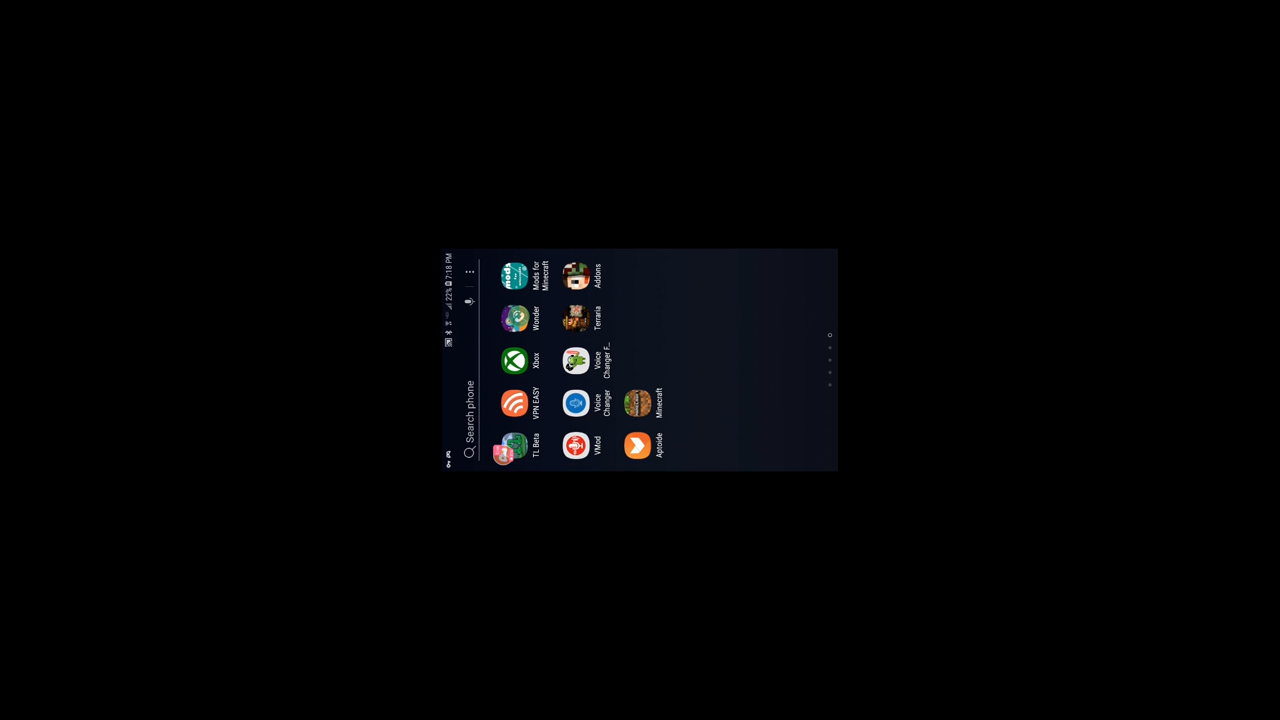 22% 7:18 PM
Search phone
TL Beta
VPN EASY
Xbox
Wonder
Mods for
Minecraft
VMod
Voice
Changer
Voice
Changer F...
Terraria
Addons
Aptoide
Minecraft